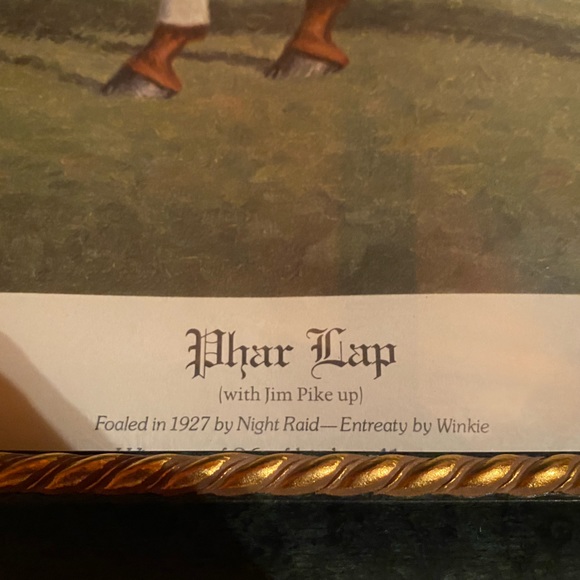 Phar Lap
(with Jim Pike up)
Foaled in 1927 by Night Raid—Entreaty by Winkie